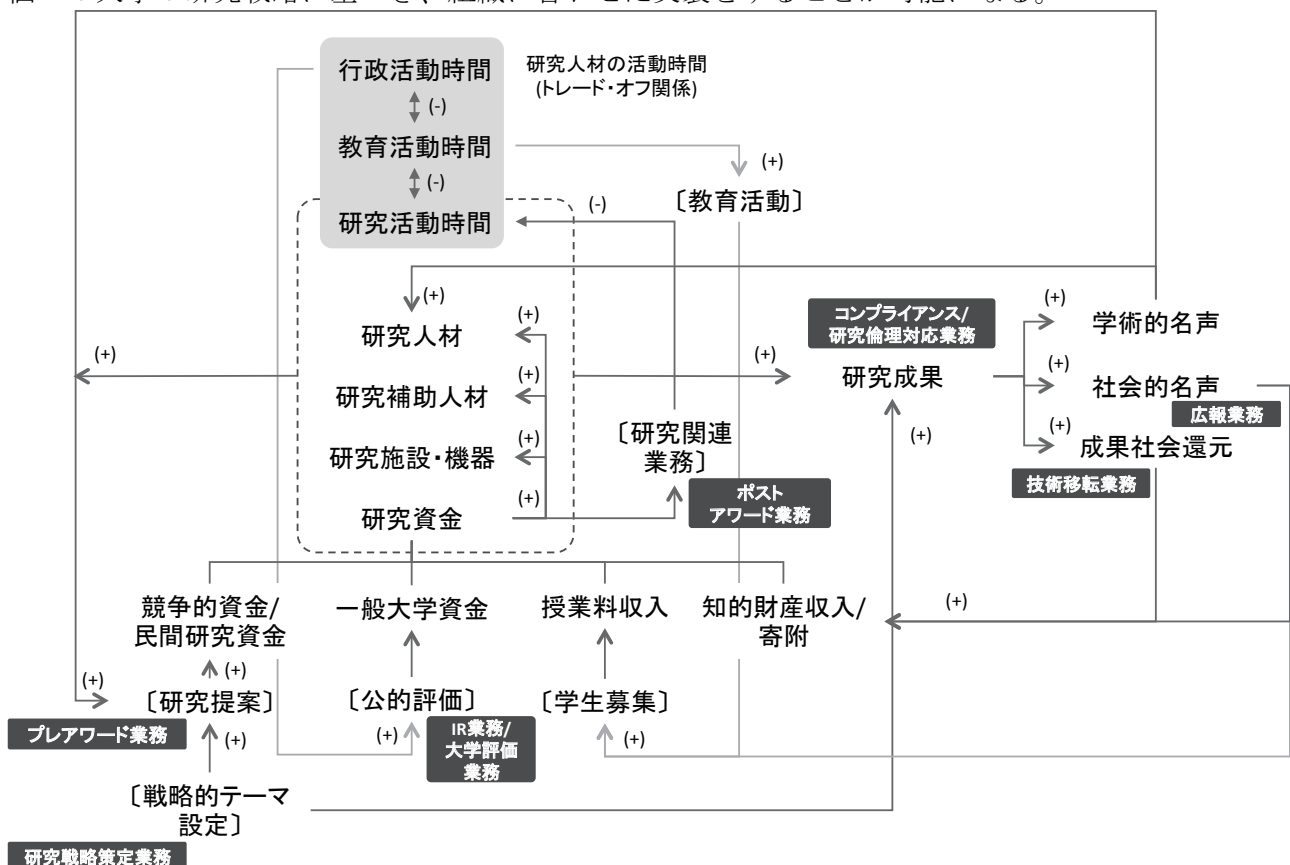 行政活動時間
研究人材の活動時間
(トレード・オフ関係)
(-)
教育活動時間
(+)
(-)
〔教育活動〕
研究活動時間
(-)
(+)
研究人材
(+)
コンプライアンス/
研究倫理対応業務
(+)
学術的名声
(+)
研究補助人材
(+)
(+)
研究成果
(+)
社会的名声
広報業務
研究施設・機器
(+)
〔研究関連
業務〕
(+)
(+)
成果社会還元
技術移転業務
研究資金
(+)
ポスト
アワード業務
競争的資金/
民間研究資金
一般大学資金
授業料収入
知的財産収入/
寄附
(+)
(+)
(+)
〔研究提案〕
プレアワード業務
〔公的評価〕
〔学生募集〕
(+)
(+)
IR業務/
大学評価
業務
(+)
〔戦略的テーマ
設定〕
研究戦略策定業務